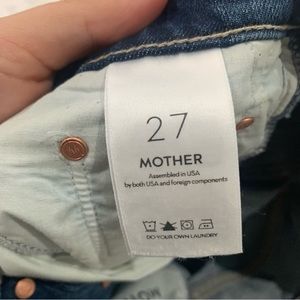 27
MOTHER
Assembled in USA
by both USA and foreign components
DO YOUR OWN LAUNDRY